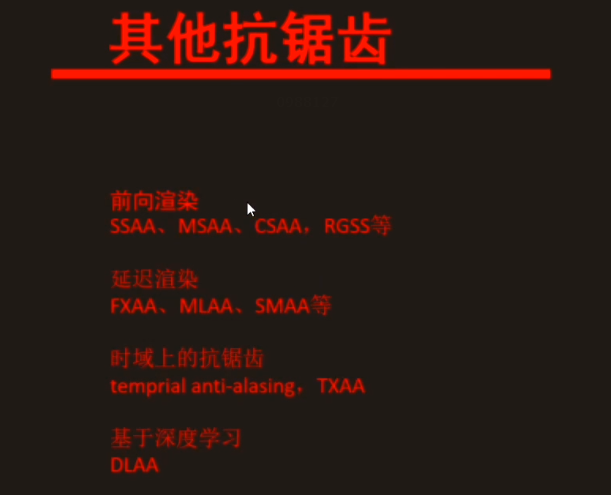 其他抗锯齿
前向渲染
SSAA、MSAA、CSAA，RGSS等
延迟渲染
FXAA、MLAA、SMAA等
时域上的抗锯齿
temprial anti-alasing，TXAA
基于深度学习
DLAA